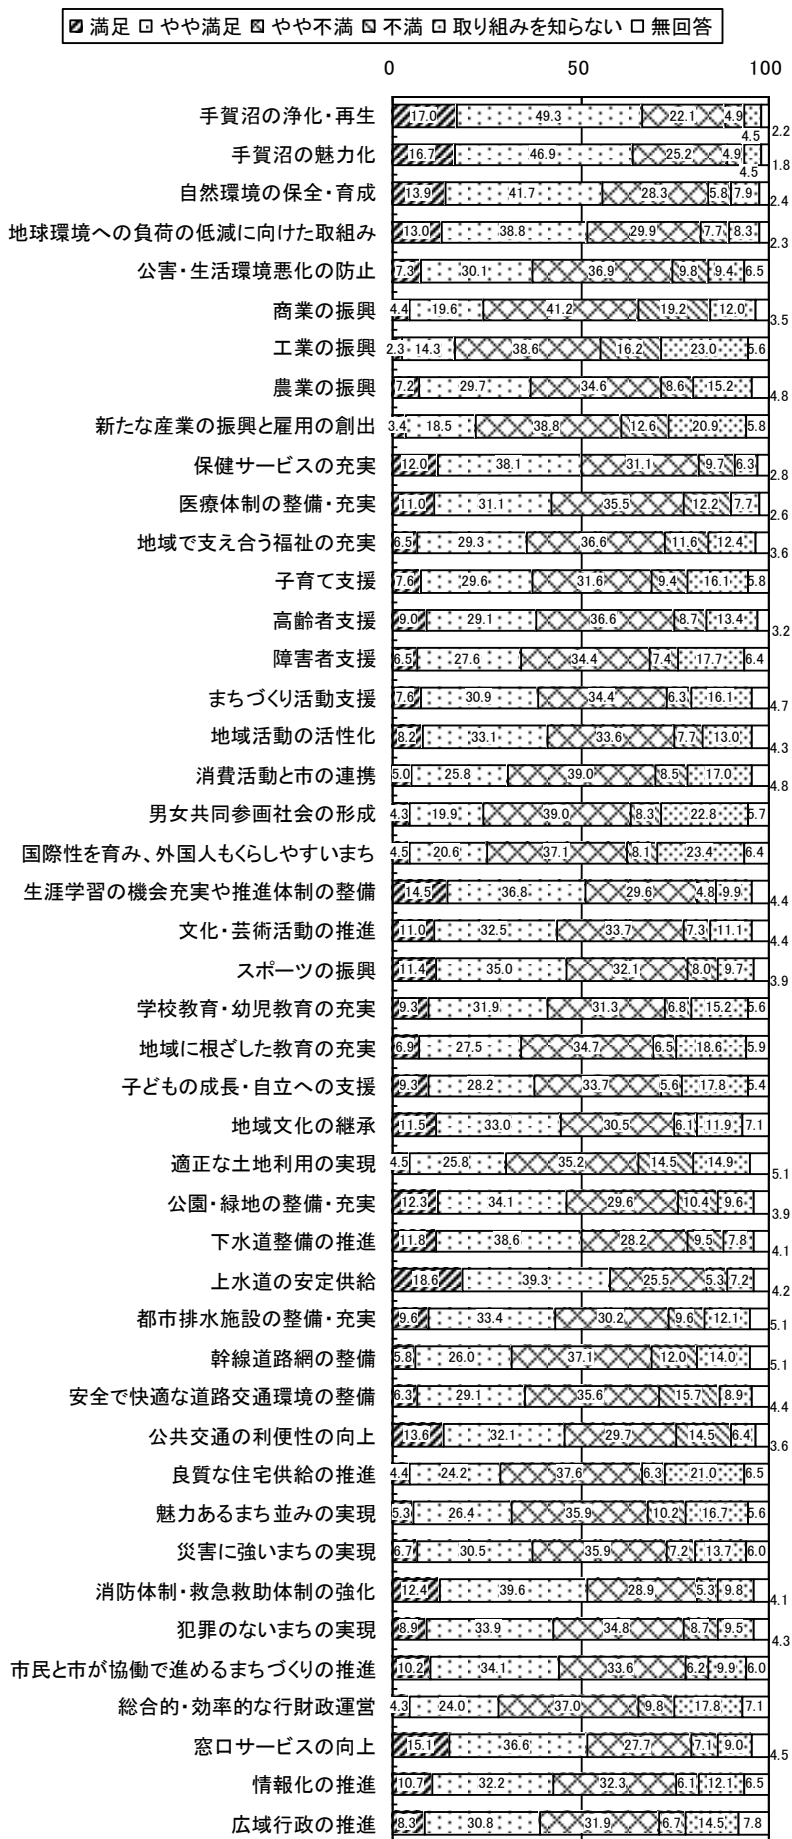 満足 やや満足 やや不満 不満 取り組みを知らない 無回答
0 50 100
手賀沼の浄化・再生 17.0 49.3 22.1 4.9 4.5 2.2
手賀沼の魅力化 16.7 46.9 25.2 4.9 4.5 1.8
自然環境の保全・育成 13.9 41.7 28.3 5.8 7.9 2.4
地球環境への負荷の低減に向けた取組み 13.0 38.8 29.9 7.7 8.3 2.3
公害・生活環境悪化の防止 7.3 30.1 36.9 9.8 9.4 6.5
商業の振興 4.4 19.6 41.2 19.2 12.0 3.5
工業の振興 2.3 14.3 38.6 16.2 23.0 5.6
農業の振興 7.2 29.7 34.6 8.6 15.2 4.8
新たな産業の振興と雇用の創出 3.4 18.5 38.8 12.6 20.9 5.8
保健サービスの充実 12.0 38.1 31.1 9.7 6.3 2.8
医療体制の整備・充実 11.0 31.1 35.5 12.2 7.7 2.6
地域で支え合う福祉の充実 6.5 29.3 36.6 11.6 12.4 3.6
子育て支援 7.6 29.6 31.6 9.4 16.1 5.8
高齢者支援 9.0 29.1 36.6 8.7 13.4 3.2
障害者支援 6.5 27.6 34.4 7.4 17.7 6.4
まちづくり活動支援 7.6 30.9 34.4 6.3 16.1 4.7
地域活動の活性化 8.2 33.1 33.6 7.7 13.0 4.3
消費活動と市の連携 5.0 25.8 39.0 8.5 17.0 4.8
男女共同参画社会の形成 4.3 19.9 39.0 8.3 22.8 5.7
国際性を育み、外国人もくらしやすいまち 4.5 20.6 37.1 8.1 23.4 6.4
生涯学習の機会充実や推進体制の整備 14.5 36.8 29.6 4.8 9.9 4.4
文化・芸術活動の推進 11.0 32.5 33.7 7.3 11.1 4.4
スポーツの振興 11.4 35.0 32.1 8.0 9.7 3.9
学校教育・幼児教育の充実 9.3 31.9 31.3 6.8 15.2 5.6
地域に根ざした教育の充実 6.9 27.5 34.7 6.5 18.6 5.9
子どもの成長・自立への支援 9.3 28.2 33.7 5.6 17.8 5.4
地域文化の継承 11.5 33.0 30.5 6.1 11.9 7.1
適正な土地利用の実現 4.5 25.8 35.2 14.5 14.9 5.1
公園・緑地の整備・充実 12.3 34.1 29.6 10.4 9.6 3.9
下水道整備の推進 11.8 38.6 28.2 9.5 7.8 4.1
上水道の安定供給 18.6 39.3 25.5 5.3 7.2 4.2
都市排水施設の整備・充実 9.6 33.4 30.2 9.6 12.1 5.1
幹線道路網の整備 5.8 26.0 37.1 12.0 14.0 5.1
安全で快適な道路交通環境の整備 6.3 29.1 35.6 15.7 8.9 4.4
公共交通の利便性の向上 13.6 32.1 29.7 14.5 6.4 3.6
良質な住宅供給の推進 4.4 24.2 37.6 6.3 21.0 6.5
魅力あるまち並みの実現 5.3 26.4 35.9 10.2 16.7 5.6
災害に強いまちの実現 6.7 30.5 35.9 7.2 13.7 6.0
消防体制・救急救助体制の強化 12.4 39.6 28.9 5.3 9.8 4.1
犯罪のないまちの実現 8.9 33.9 34.8 8.7 9.5 4.3
市民と市が協働で進めるまちづくりの推進 10.2 34.1 33.6 6.2 9.9 6.0
総合的・効率的な行財政運営 4.3 24.0 37.0 9.8 17.8 7.1
窓口サービスの向上 15.1 36.6 27.7 7.1 9.0 4.5
情報化の推進 10.7 32.2 32.3 6.1 12.1 6.5
広域行政の推進 8.3 30.8 31.9 6.7 14.5 7.8